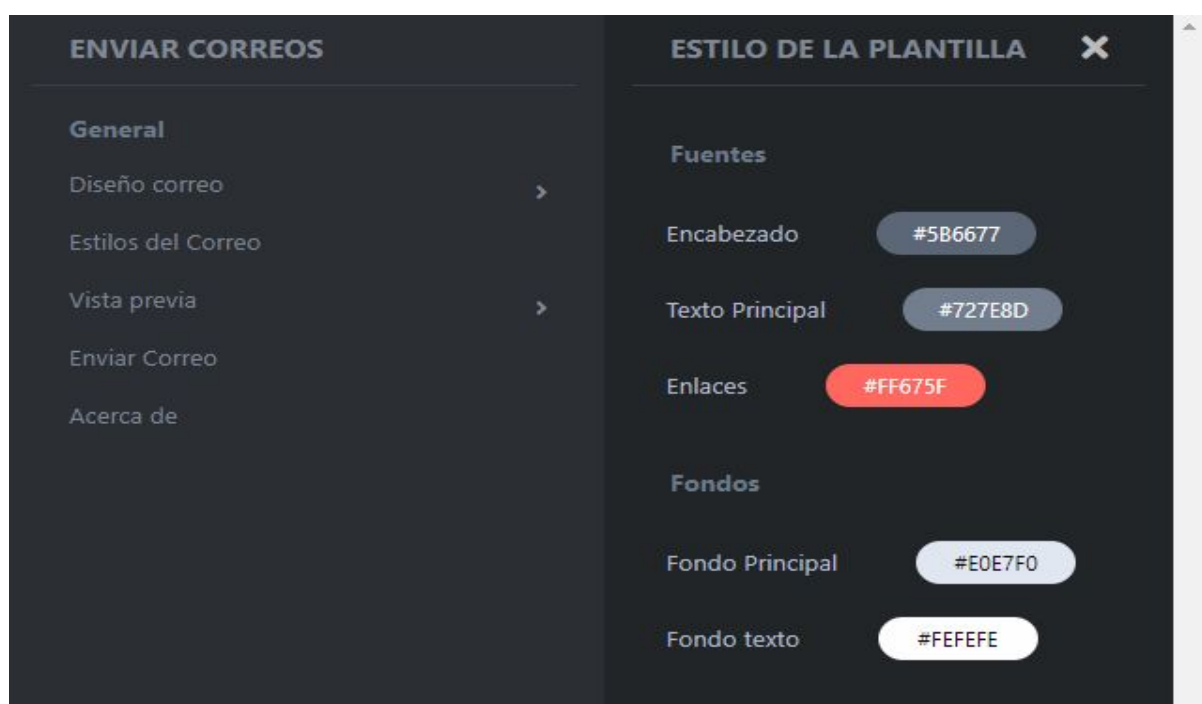 ENVIAR CORREOS
General
Diseño correo
Estilos del Correo
Vista previa
Enviar Correo
Acerca de
ESTILO DE LA PLANTILLA
Fuentes
Encabezado #5B6677
Texto Principal #727E8D
Enlaces #FF675F
Fondos
Fondo Principal #E0E7F0
Fondo texto #FEFEFE